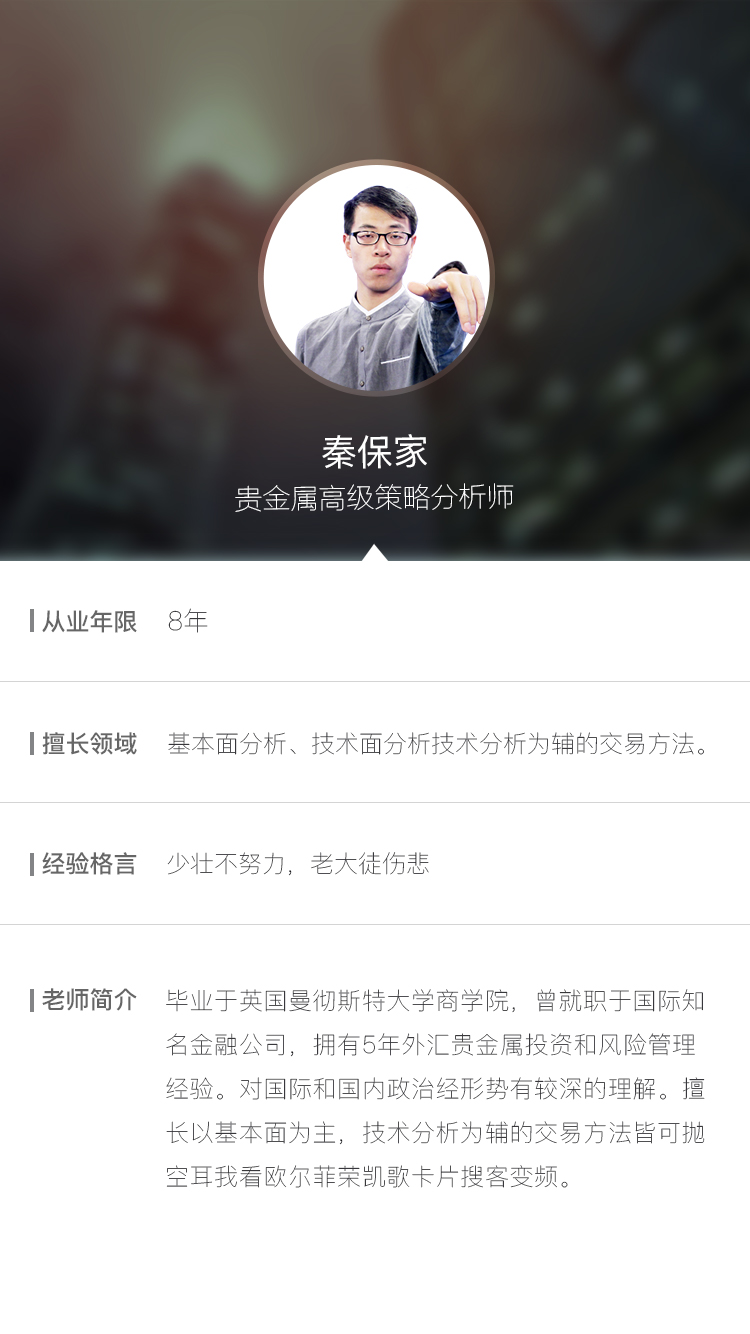 秦保家
贵金属高级策略分析师
从业年限 8年
擅长领域 基本面分析、技术面分析技术分析为辅的交易方法。
经验格言 少壮不努力，老大徒伤悲
老师简介 毕业于英国曼彻斯特大学商学院，曾就职于国际知
名金融公司，拥有5年外汇贵金属投资和风险管理
经验。对国际和国内政治经形势有较深的理解。擅
长以基本面为主，技术分析为辅的交易方法皆可抛
空耳我看欧尔菲荣凯歌卡片搜客变频。